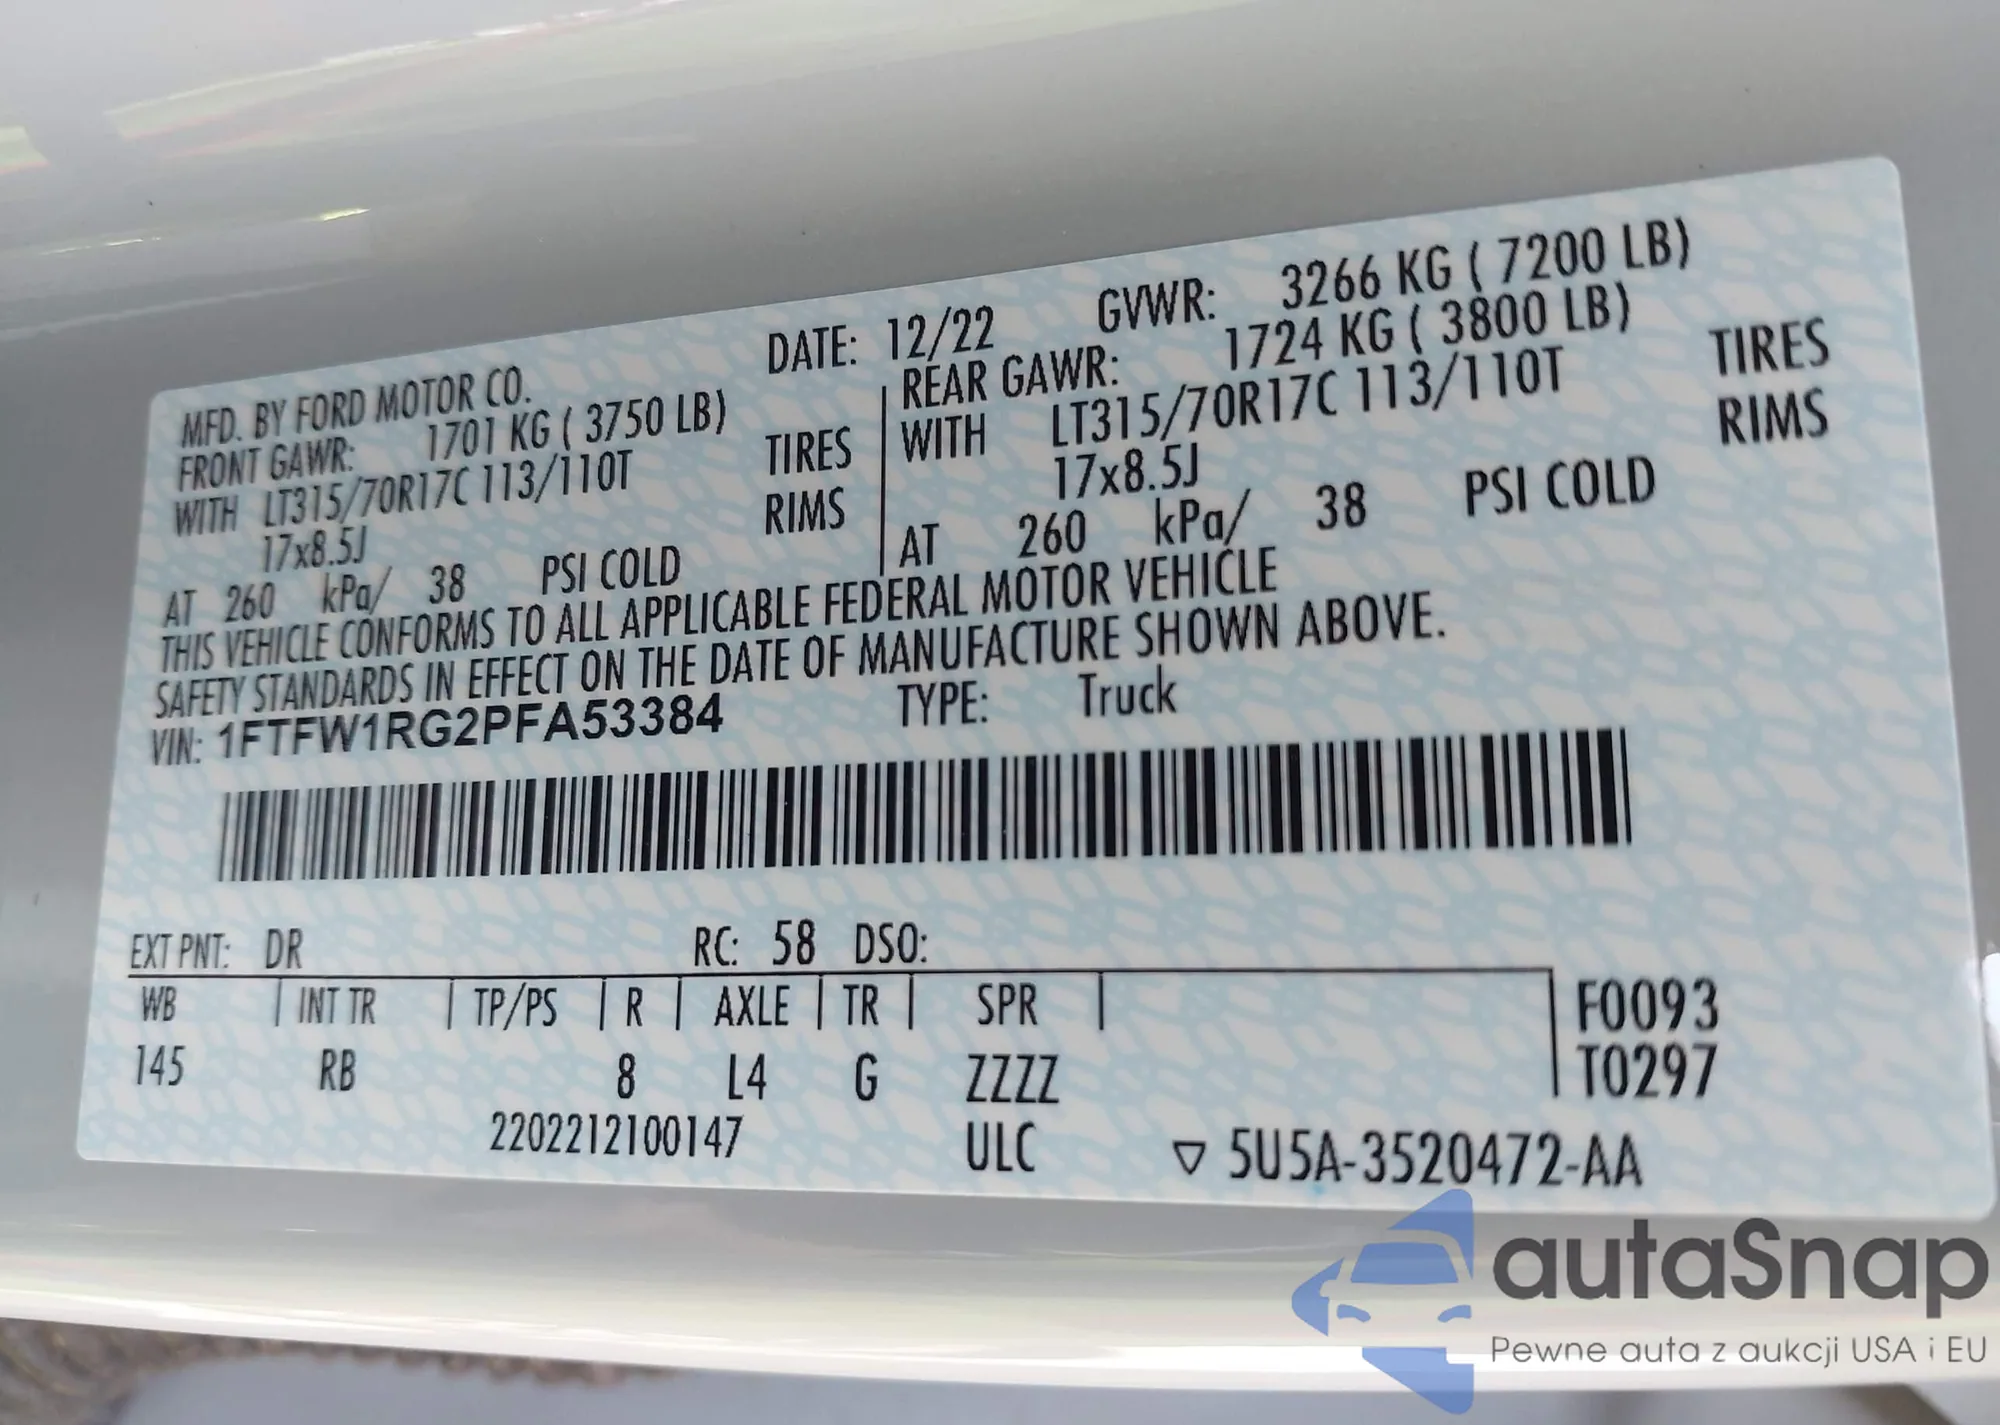 MFD. BY FORD MOTOR CO. DATE: 12/22 GVWR: 3266 KG ( 7200 LB)
FRONT GAWR: 1701 KG ( 3750 LB)
WITH LT315/70R17C 113/110T TIRES
17x8.5J RIMS
AT 260 kPa/ 38 PSI COLD
REAR GAWR: 1724 KG ( 3800 LB)
WITH LT315/70R17C 113/110T TIRES
17x8.5J RIMS
AT 260 kPa/ 38 PSI COLD
THIS VEHICLE CONFORMS TO ALL APPLICABLE FEDERAL MOTOR VEHICLE
SAFETY STANDARDS IN EFFECT ON THE DATE OF MANUFACTURE SHOWN ABOVE.
VIN: 1FTFW1RG2PFA53384 TYPE: Truck
EXT PNT: DR RC: 58 DSO:
WB INT TR TP/PS R AXLE TR SPR F0093
145 RB 8 L4 G ZZZZ T0297
2202212100147 ULC ▽ 5U5A-3520472-AA
autaSnap
Pewne auta z aukcji USA i EU